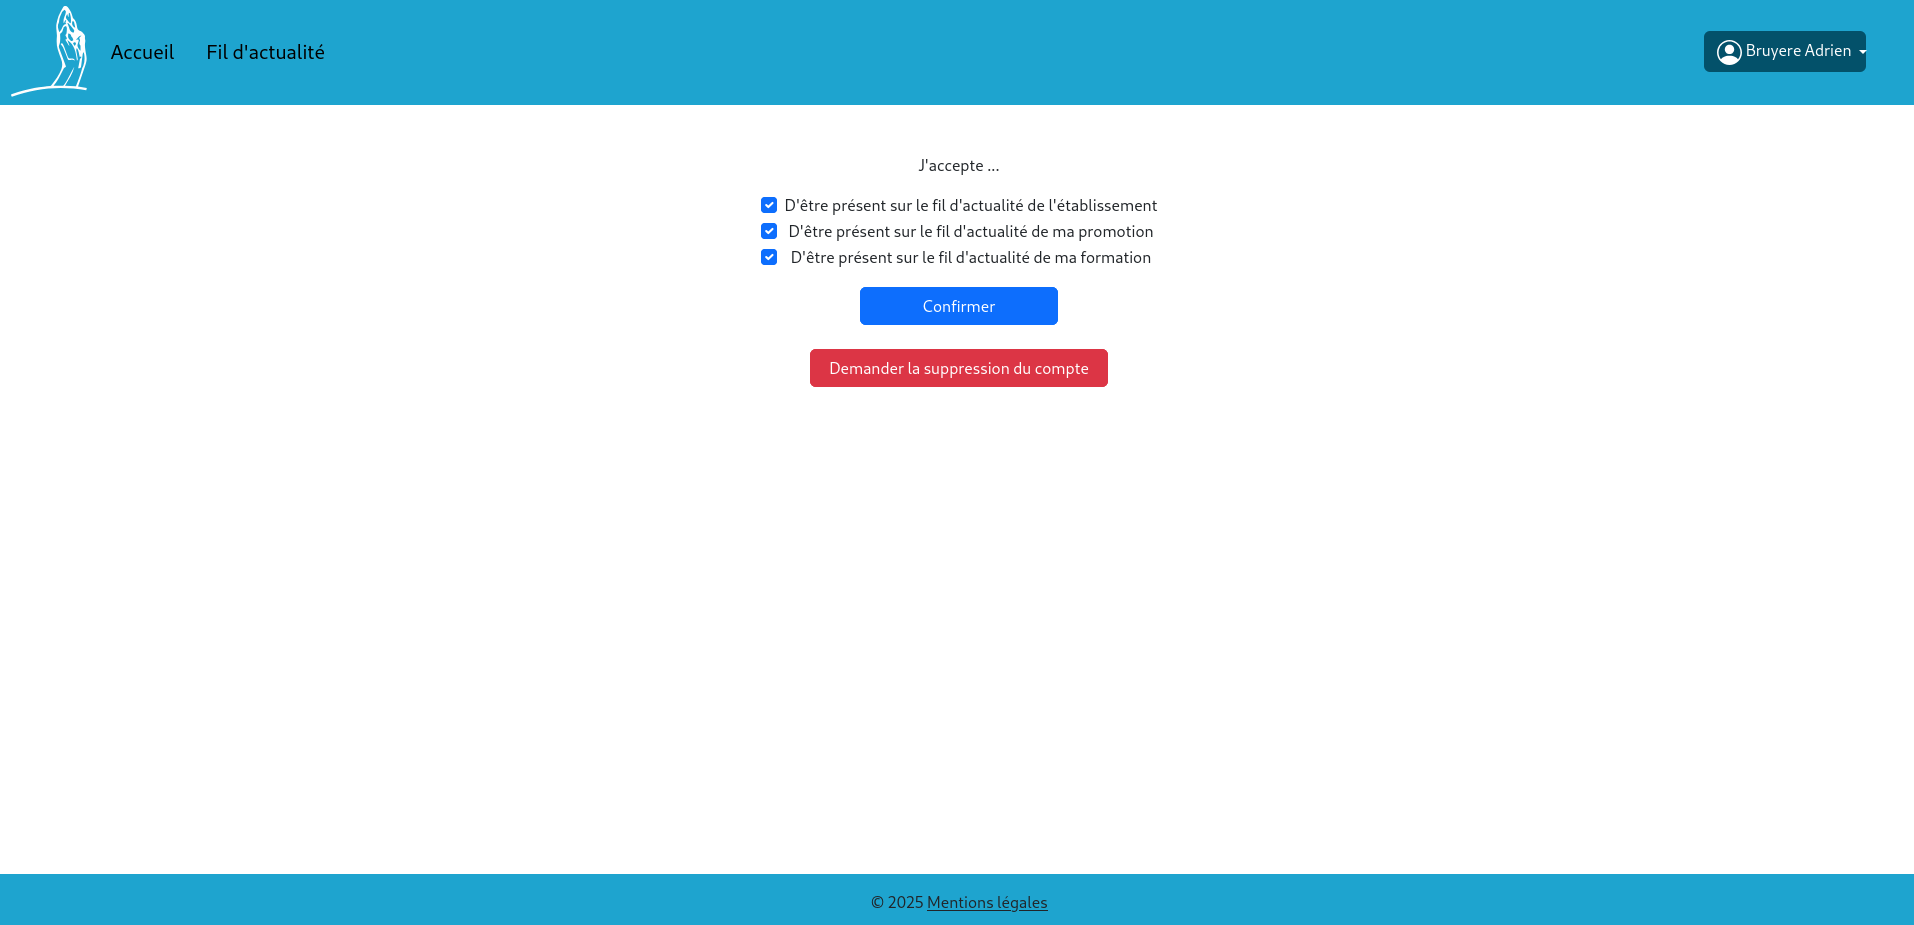 Accueil
Fil d'actualité
Bruyere Adrien
J'accepte ...
D'être présent sur le fil d'actualité de l'établissement
D'être présent sur le fil d'actualité de ma promotion
D'être présent sur le fil d'actualité de ma formation
Confirmer
Demander la suppression du compte
© 2025 Mentions légales